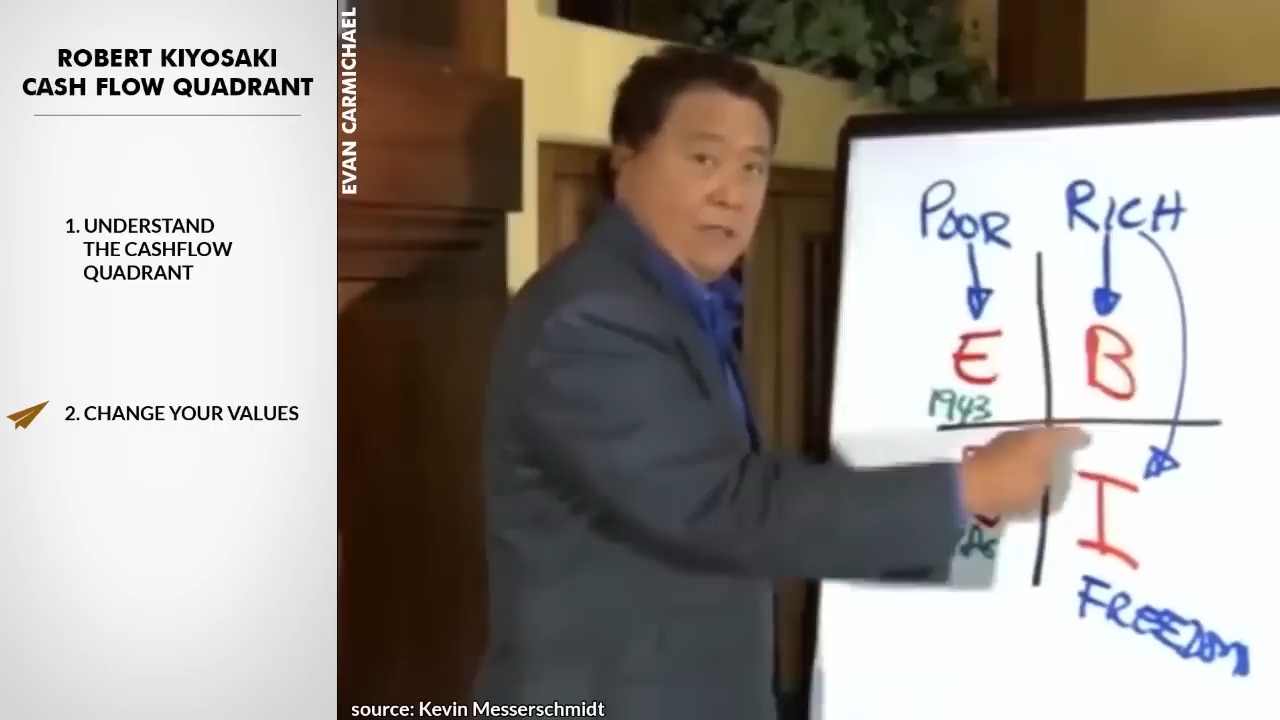 ROBERT KIYOSAKI
CASH FLOW QUADRANT
1. UNDERSTAND
THE CASHFLOW
QUADRANT
2. CHANGE YOUR VALUES
EVAN CARMICHAEL
POOR RICH
E B
1943
I
FREEDOM
source: Kevin Messerschmidt